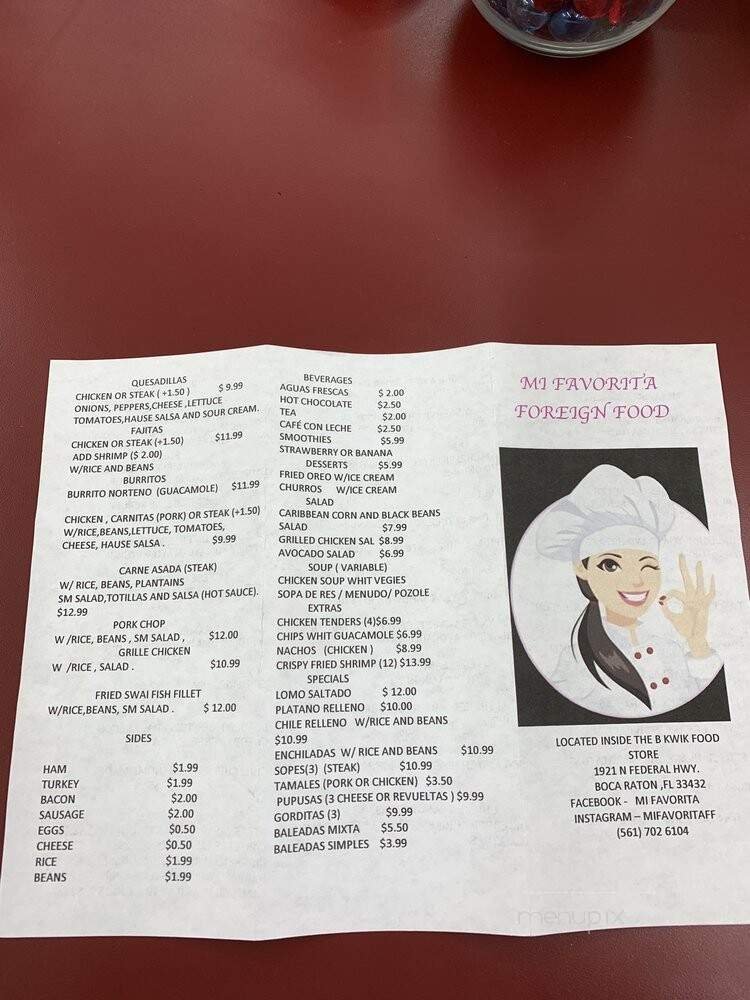 QUESADILLAS
CHICKEN OR STEAK ( +1.50 ) $ 9.99
ONIONS, PEPPERS,CHEESE ,LETTUCE
TOMATOES,HAUSE SALSA AND SOUR CREAM.
FAJITAS
CHICKEN OR STEAK (+1.50) $11.99
ADD SHRIMP ($ 2.00)
W/RICE AND BEANS
BURRITOS
BURRITO NORTENO (GUACAMOLE) $11.99
CHICKEN , CARNITAS (PORK) OR STEAK (+1.50)
W/RICE,BEANS,LETTUCE, TOMATOES,
CHEESE, HAUSE SALSA . $9.99
CARNE ASADA (STEAK)
W/ RICE, BEANS, PLANTAINS
SM SALAD,TOTILLAS AND SALSA (HOT SAUCE).
$12.99
PORK CHOP
W /RICE, BEANS , SM SALAD , $12.00
GRILLE CHICKEN
W /RICE , SALAD . $10.99
FRIED SWAI FISH FILLET
W/RICE,BEANS, SM SALAD . $ 12.00
SIDES
HAM $1.99
TURKEY $1.99
BACON $2.00
SAUSAGE $2.00
EGGS $0.50
CHEESE $0.50
RICE $1.99
BEANS $1.99
BEVERAGES
AGUAS FRESCAS $ 2.00
HOT CHOCOLATE $2.50
TEA $2.00
CAFÉ CON LECHE $2.50
SMOOTHIES $5.99
STRAWBERRY OR BANANA
DESSERTS $5.99
FRIED OREO W/ICE CREAM
CHURROS W/ICE CREAM
SALAD
CARIBBEAN CORN AND BLACK BEANS
SALAD $7.99
GRILLED CHICKEN SAL $8.99
AVOCADO SALAD $6.99
SOUP ( VARIABLE)
CHICKEN SOUP WHIT VEGIES
SOPA DE RES / MENUDO/ POZOLE
EXTRAS
CHICKEN TENDERS (4)$6.99
CHIPS WHIT GUACAMOLE $6.99
NACHOS (CHICKEN ) $8.99
CRISPY FRIED SHRIMP (12) $13.99
SPECIALS
LOMO SALTADO $ 12.00
PLATANO RELLENO $10.00
CHILE RELLENO W/RICE AND BEANS
$10.99
ENCHILADAS W/ RICE AND BEANS $10.99
SOPES(3) (STEAK) $10.99
TAMALES (PORK OR CHICKEN) $3.50
PUPUSAS (3 CHEESE OR REVUELTAS ) $9.99
GORDITAS (3) $9.99
BALEADAS MIXTA $5.50
BALEADAS SIMPLES $3.99
MI FAVORITA
FOREIGN FOOD
LOCATED INSIDE THE B KWIK FOOD
STORE
1921 N FEDERAL HWY.
BOCA RATON ,FL 33432
FACEBOOK - MI FAVORITA
INSTAGRAM – MIFAVORITAFF
(561) 702 6104
menupix